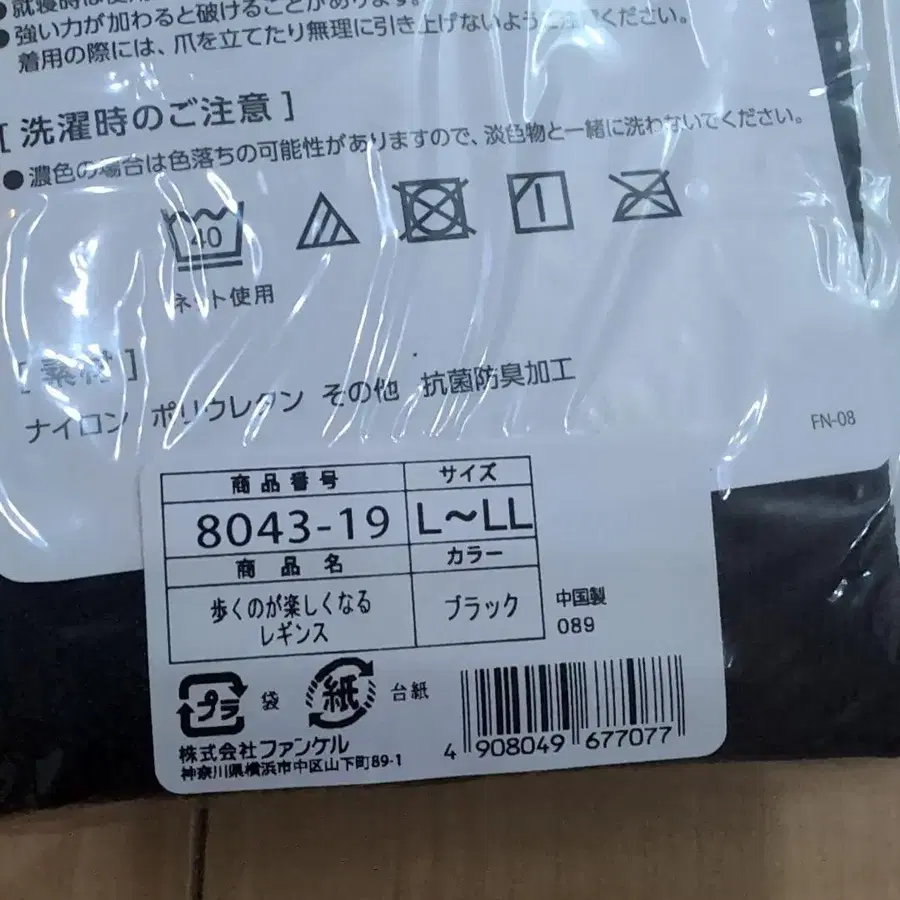 ●就寝時は使
●強い力が加わると破けることがあります。
着用の際には、爪を立てたり無理に引き上げないようにご注意ください。
[ 洗濯時のご注意 ]
●濃色の場合は色落ちの可能性がありますので、淡色物と一緒に洗わないでください。
40
ネット使用
[ 素材 ]
ナイロン ポリウレタン その他 抗菌防臭加工
FN-08
商品番号 サイズ
8043-19 L〜LL
商品名 カラー
歩くのが楽しくなる
レギンス
ブラック
中国製
089
プラ 袋 紙 台紙
株式会社ファンケル
神奈川県横浜市中区山下町89-1
4 908049 677077